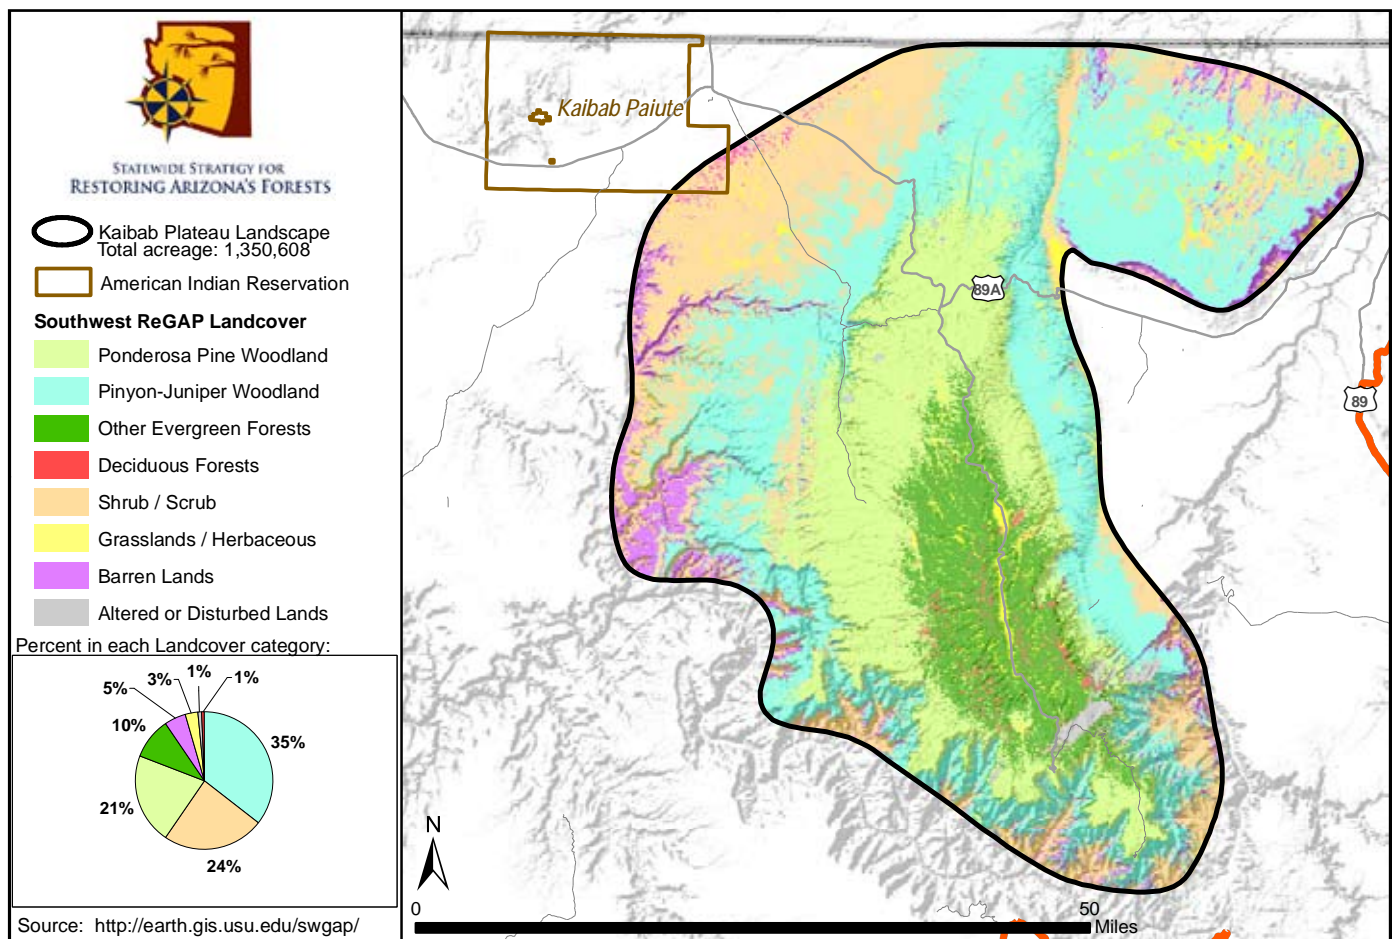 STATEWIDE STRATEGY FOR
RESTORING ARIZONA'S FORESTS
Kaibab Plateau Landscape
Total acreage: 1,350,608
American Indian Reservation
Southwest ReGAP Landcover
Ponderosa Pine Woodland
Pinyon-Juniper Woodland
Other Evergreen Forests
Deciduous Forests
Shrub / Scrub
Grasslands / Herbaceous
Barren Lands
Altered or Disturbed Lands
Percent in each Landcover category:
5%
3%
1%
1%
10%
35%
21%
24%
Source: http://earth.gis.usu.edu/swgap/
Kaibab Paiute
89A
89
N
0
50
Miles